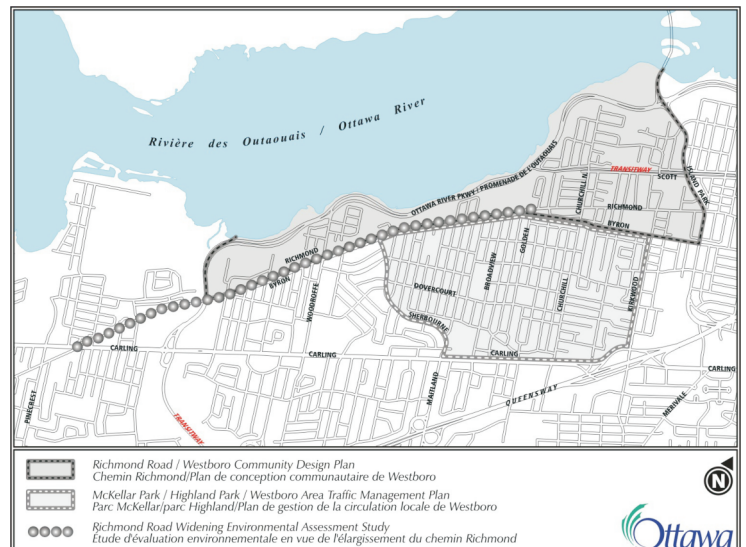 Rivière des Outaouais / Ottawa River
OTTAWA RIVER PKWY / PROMENADE DE L'OUTAOUAIS
TRANSITWAY
SCOTT
ISLAND PARK
CHURCHILL N.
RICHMOND
BYRON
RICHMOND
BYRON
WOODROFFE
DOVERCOURT
BROADVIEW
GOLDEN
CHURCHILL
KIRKWOOD
SHERBOURNE
CARLING
CARLING
CARLING
CARLING
PINECREST
TRANSITWAY
MAITLAND
QUEENSWAY
MERIVALE
Richmond Road / Westboro Community Design Plan
Chemin Richmond/Plan de conception communautaire de Westboro
McKellar Park / Highland Park / Westboro Area Traffic Management Plan
Parc McKellar/parc Highland/Plan de gestion de la circulation locale de Westboro
Richmond Road Widening Environmental Assessment Study
Étude d'évaluation environnementale en vue de l'élargissement du chemin Richmond
N
Ottawa